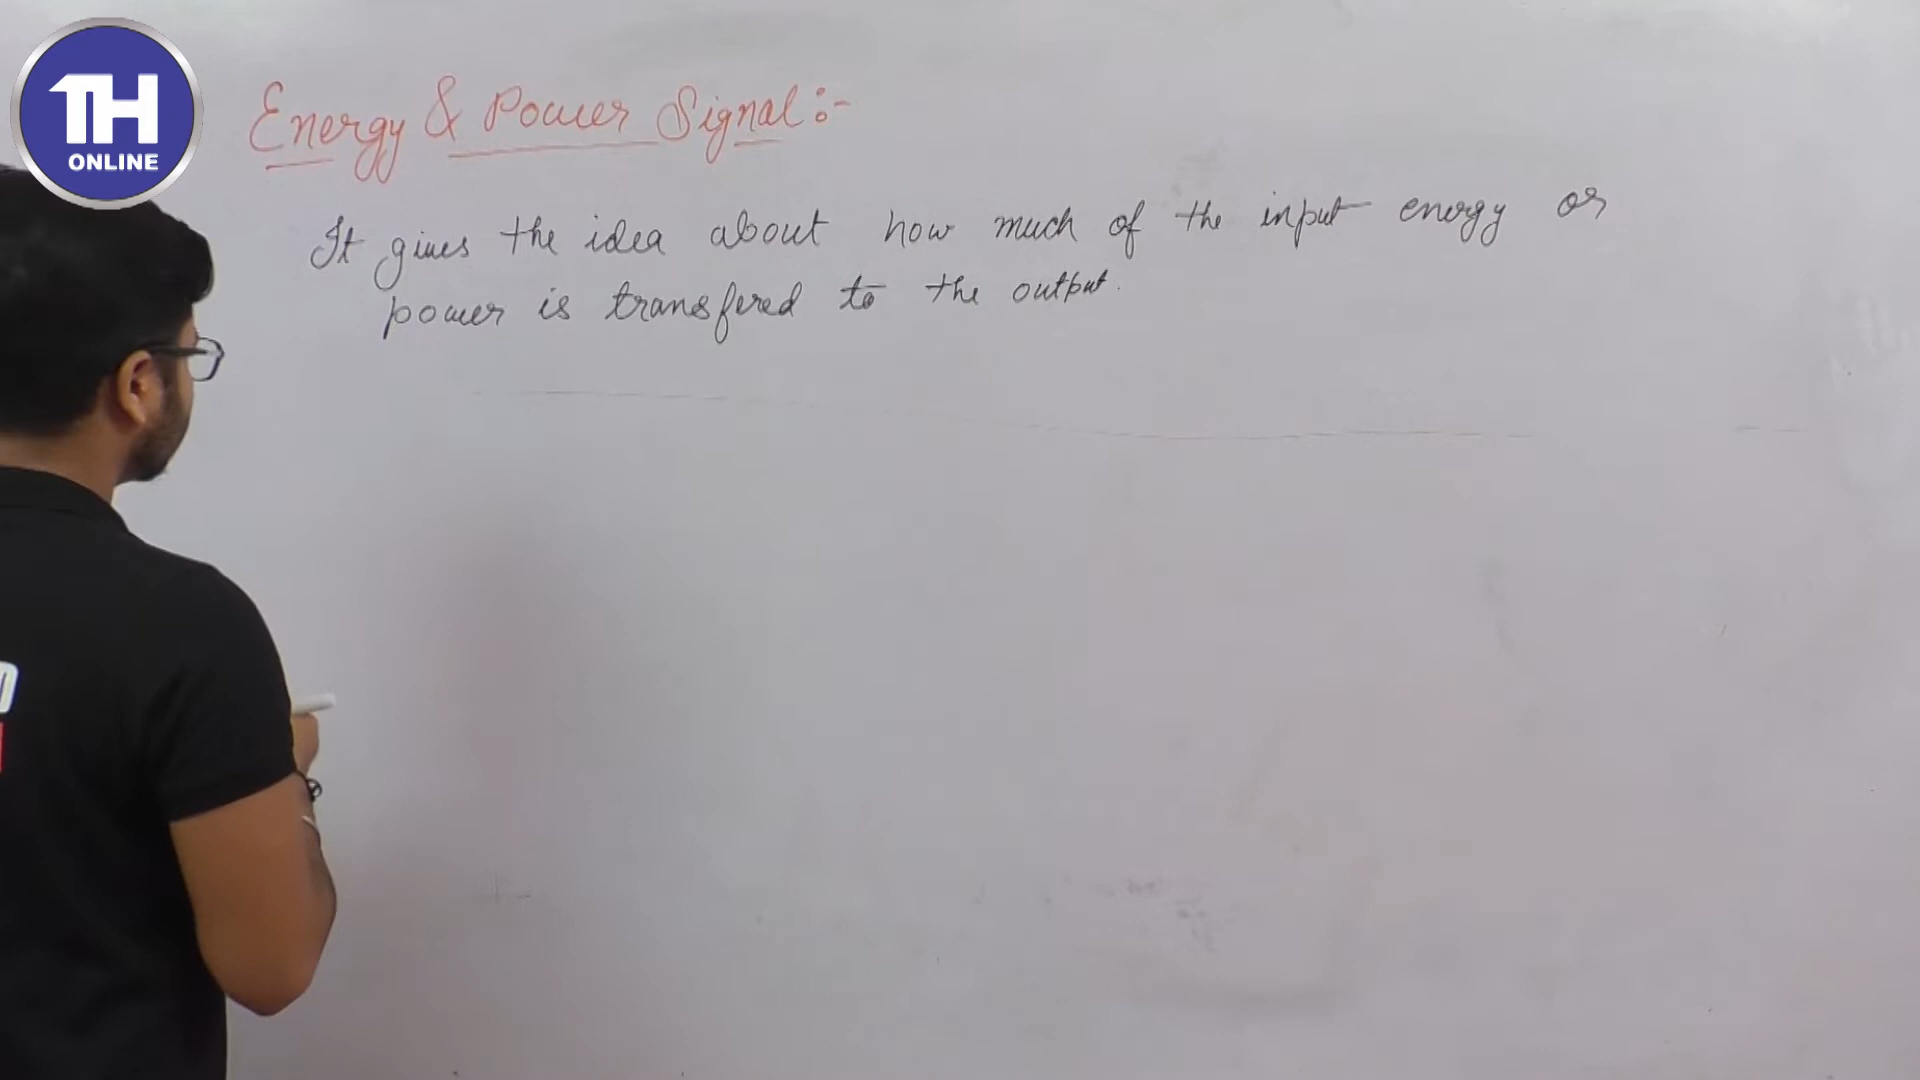 TH
ONLINE
Energy & Power Signal :-
It gives the idea about how much of the input energy or
power is transfered to the output.